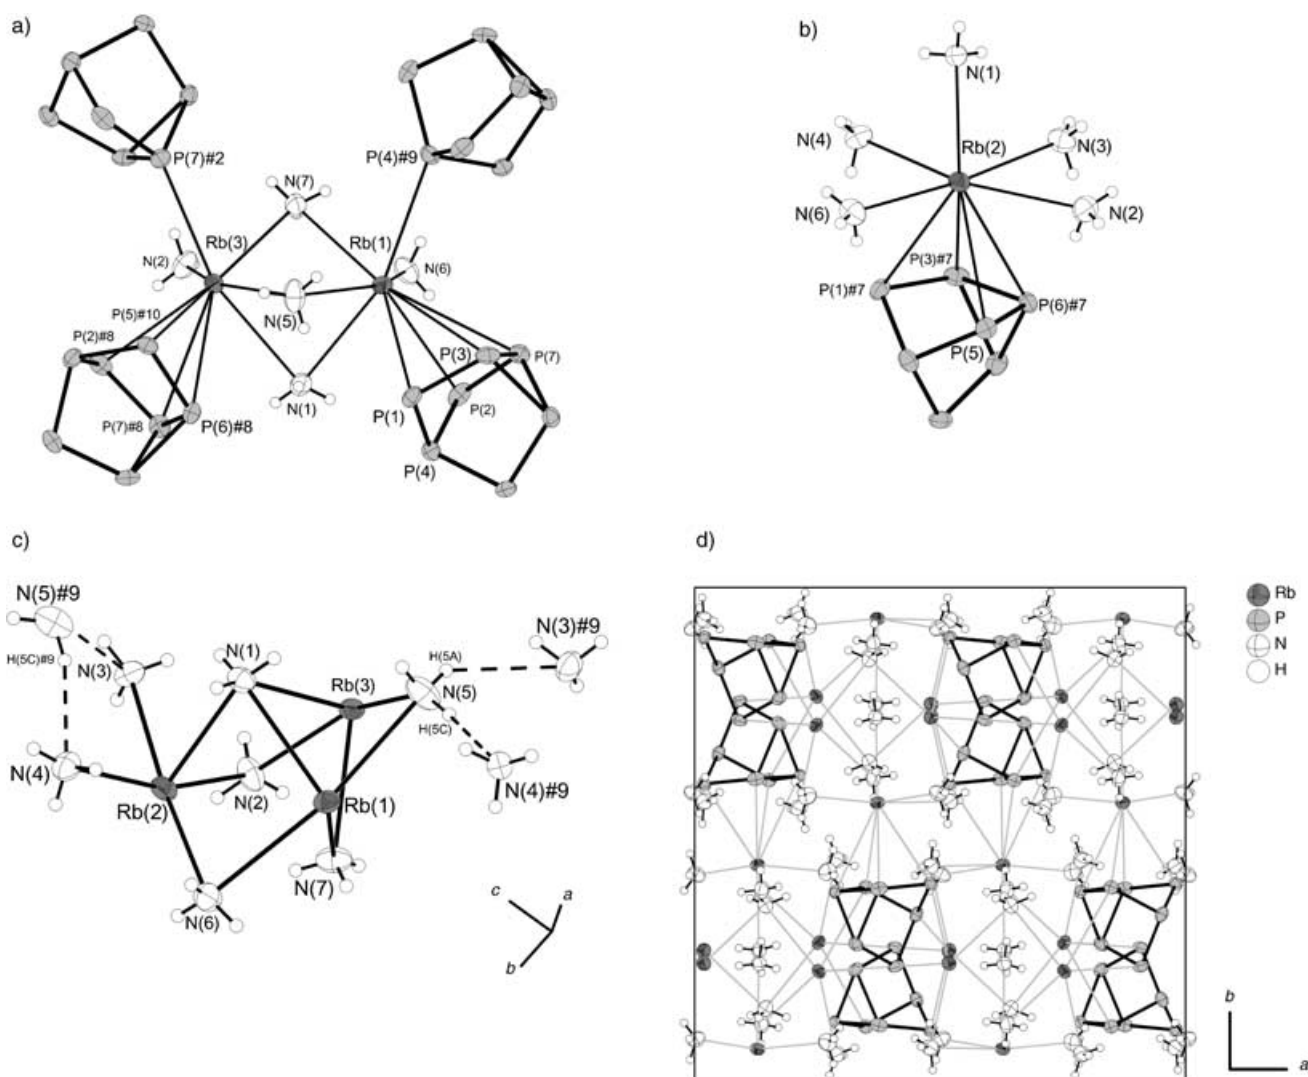 a)
P(7)#2
P(4)#9
N(7)
Rb(3)
Rb(1)
N(2)
N(6)
N(5)
P(5)#10
P(2)#8
P(3)
P(7)
N(1)
P(1)
P(2)
P(7)#8
P(6)#8
P(4)
b)
N(1)
N(4)
Rb(2)
N(3)
N(6)
N(2)
P(3)#7
P(1)#7
P(6)#7
P(5)
c)
N(5)#9
N(3)#9
H(5C)#9
N(3)
N(1)
H(5A)
Rb(3)
N(5)
H(5C)
N(4)
N(2)
N(4)#9
Rb(2)
Rb(1)
N(7)
N(6)
c
a
b
d)
Rb
P
N
H
b
a